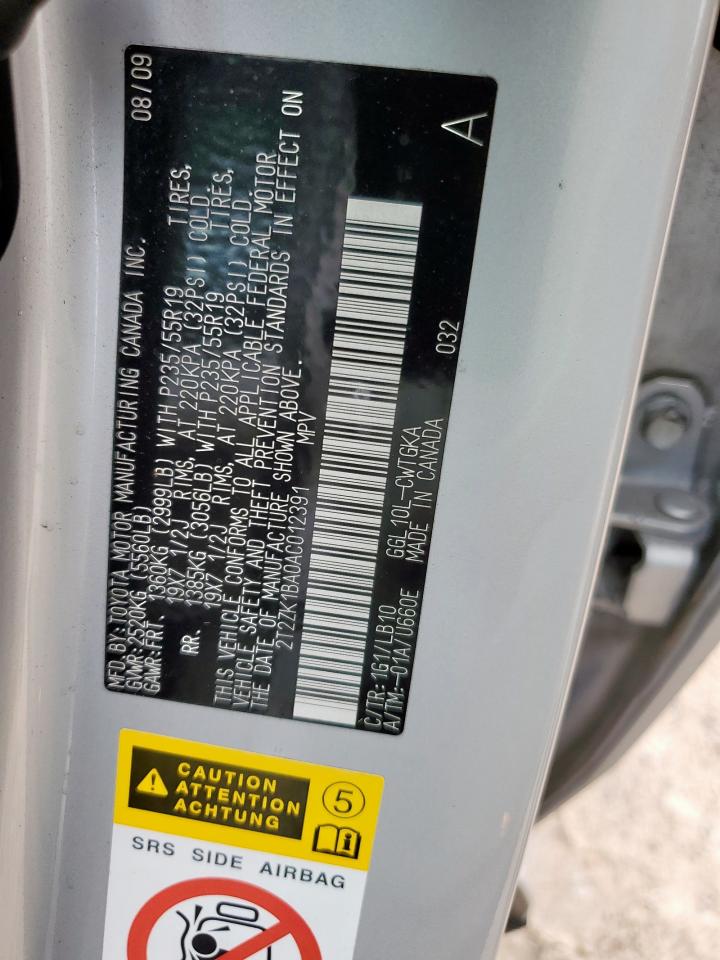 MFD. BY: TOYOTA MOTOR MANUFACTURING CANADA INC. 08/09
GVWR: 2520KG (5560LB)
GAWR: FRT. 1360KG (2999LB) WITH P235/55R19 TIRES,
19X7 1/2J RIMS, AT 220KPA (32PSI) COLD.
RR. 1385KG (3056LB) WITH P235/55R19 TIRES,
19X7 1/2J RIMS, AT 220KPA (32PSI) COLD.
THIS VEHICLE CONFORMS TO ALL APPLICABLE FEDERAL MOTOR
VEHICLE SAFETY AND THEFT PREVENTION STANDARDS IN EFFECT ON
THE DATE OF MANUFACTURE SHOWN ABOVE.
2T2ZK1BA0AC012391 MPV
C/TR: 1G1/LB10 GGL10L-CWTGKA 032 A
A/TM: -01A/U660E MADE IN CANADA
CAUTION
ATTENTION
ACHTUNG
5
SRS SIDE AIRBAG